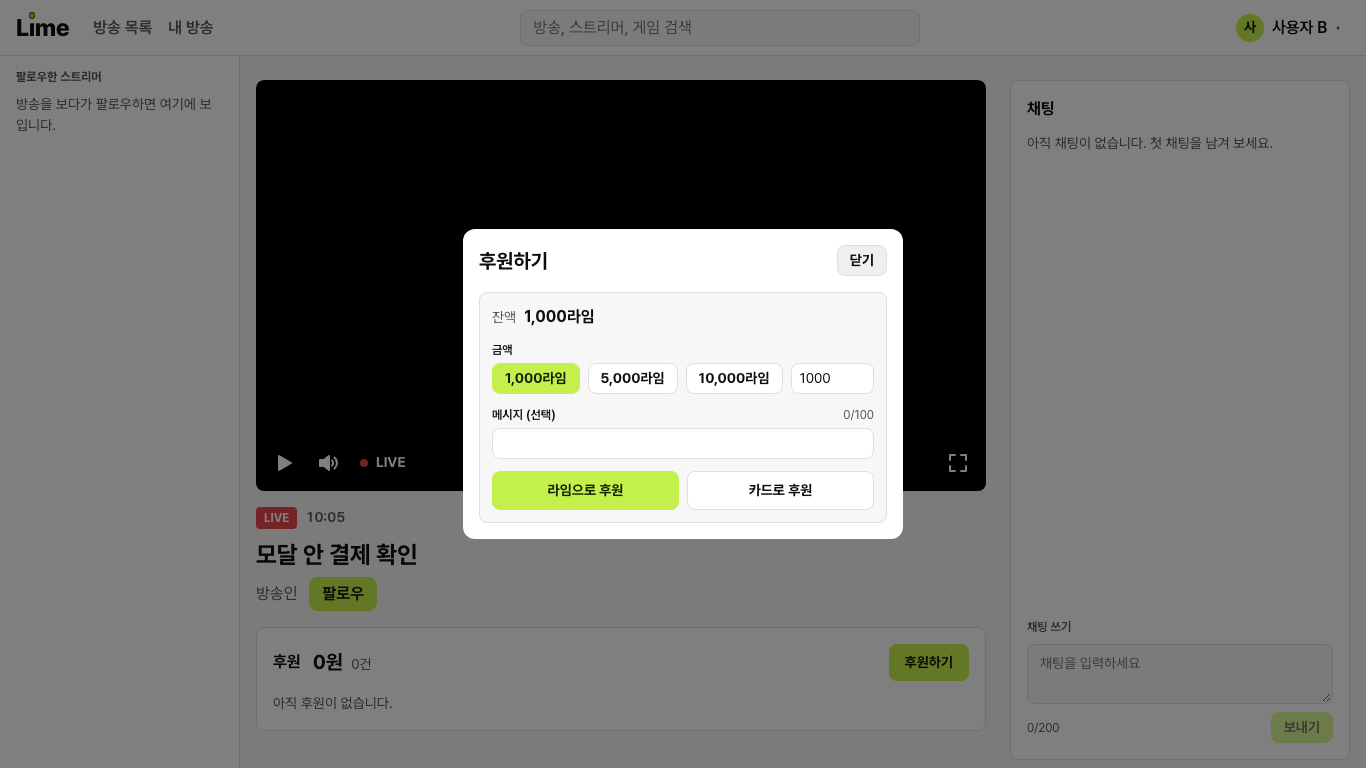 Lime
방송 목록
내 방송
방송, 스트리머, 게임 검색
사
사용자 B
팔로우한 스트리머
방송을 보다가 팔로우하면 여기에 보
입니다.
후원하기
닫기
잔액 1,000라임
금액
1,000라임
5,000라임
10,000라임
1000
메시지 (선택)
0/100
라임으로 후원
카드로 후원
LIVE
LIVE 10:05
모달 안 결제 확인
방송인
팔로우
후원 0원 0건
후원하기
아직 후원이 없습니다.
채팅
아직 채팅이 없습니다. 첫 채팅을 남겨 보세요.
채팅 쓰기
채팅을 입력하세요
0/200
보내기